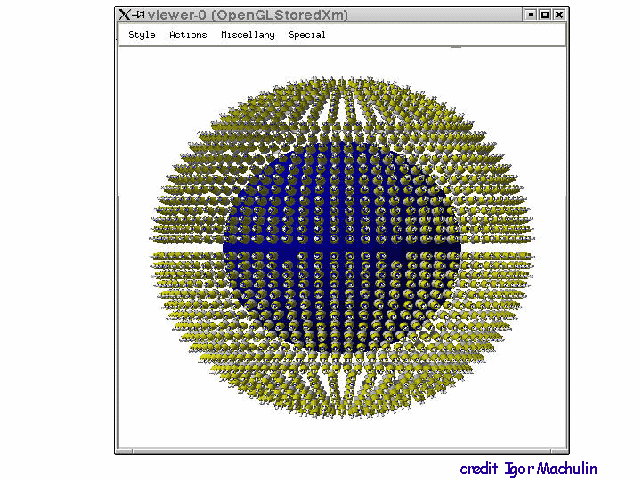 viewer-0 (OpenGLStoredXm)
Style Actions Miscellany Special
credit Igor Machulin